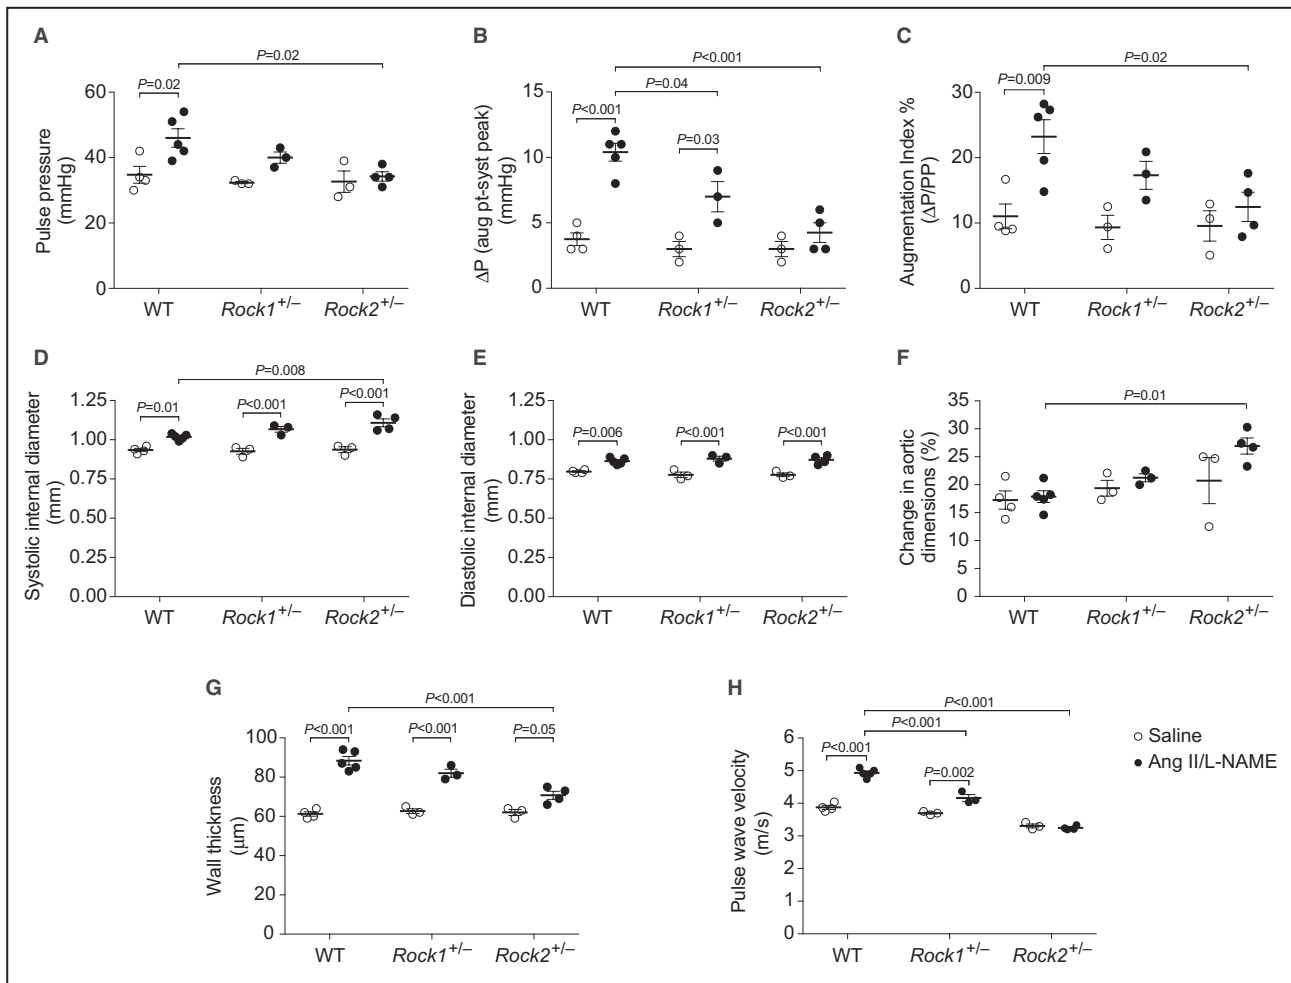 A
P=0.02
P=0.02
60
40
20
0
Pulse pressure
(mmHg)
WT
Rock1+/–
Rock2+/–
B
P<0.001
P=0.04
P<0.001
P=0.03
15
10
5
0
ΔP (aug pt-syst peak)
(mmHg)
WT
Rock1+/–
Rock2+/–
C
P=0.02
P=0.009
30
20
10
0
Augmentation Index %
(ΔP/PP)
WT
Rock1+/–
Rock2+/–
D
P=0.008
P=0.01
P<0.001
P<0.001
1.25
1.00
0.75
0.50
0.25
0.00
Systolic internal diameter
(mm)
WT
Rock1+/–
Rock2+/–
E
P=0.006
P<0.001
P<0.001
1.25
1.00
0.75
0.50
0.25
0.00
Diastolic internal diameter
(mm)
WT
Rock1+/–
Rock2+/–
F
P=0.01
35
30
25
20
15
10
5
0
Change in aortic
dimensions (%)
WT
Rock1+/–
Rock2+/–
G
P<0.001
P<0.001
P<0.001
P=0.05
100
80
60
40
20
0
Wall thickness
(μm)
WT
Rock1+/–
Rock2+/–
H
P<0.001
P<0.001
P<0.001
P=0.002
6
5
4
3
2
1
0
Pulse wave velocity
(m/s)
WT
Rock1+/–
Rock2+/–
Saline
Ang II/L-NAME